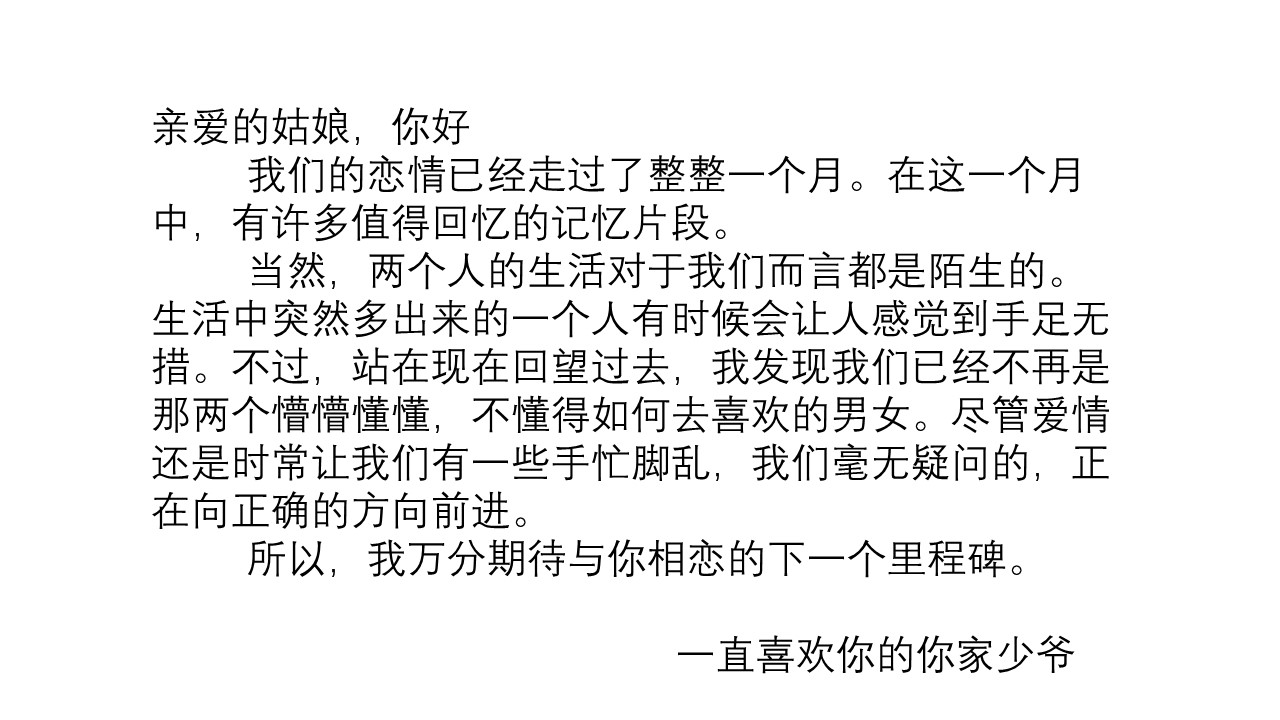 亲爱的姑娘，你好
我们的恋情已经走过了整整一个月。在这一个月
中，有许多值得回忆的记忆片段。
当然，两个人的生活对于我们而言都是陌生的。
生活中突然多出来的一个人有时候会让人感觉到手足无
措。不过，站在现在回望过去，我发现我们已经不再是
那两个懵懵懂懂，不懂得如何去喜欢的男女。尽管爱情
还是时常让我们有一些手忙脚乱，我们毫无疑问的，正
在向正确的方向前进。
所以，我万分期待与你相恋的下一个里程碑。
一直喜欢你的你家少爷